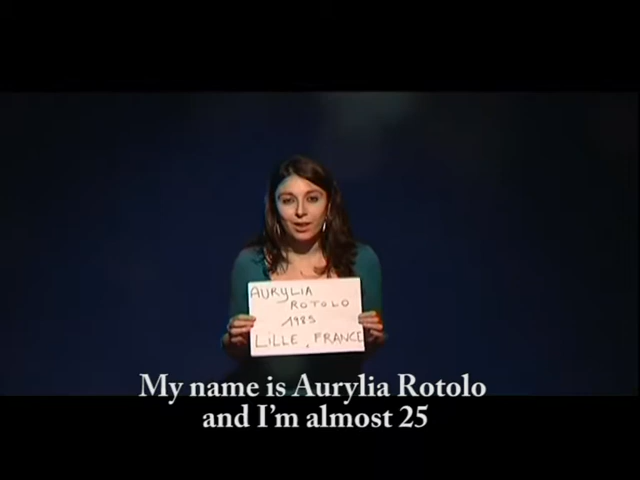 AURYLIA
ROTOLO
1985
LILLE, FRANCE
My name is Aurylia Rotolo
and I'm almost 25